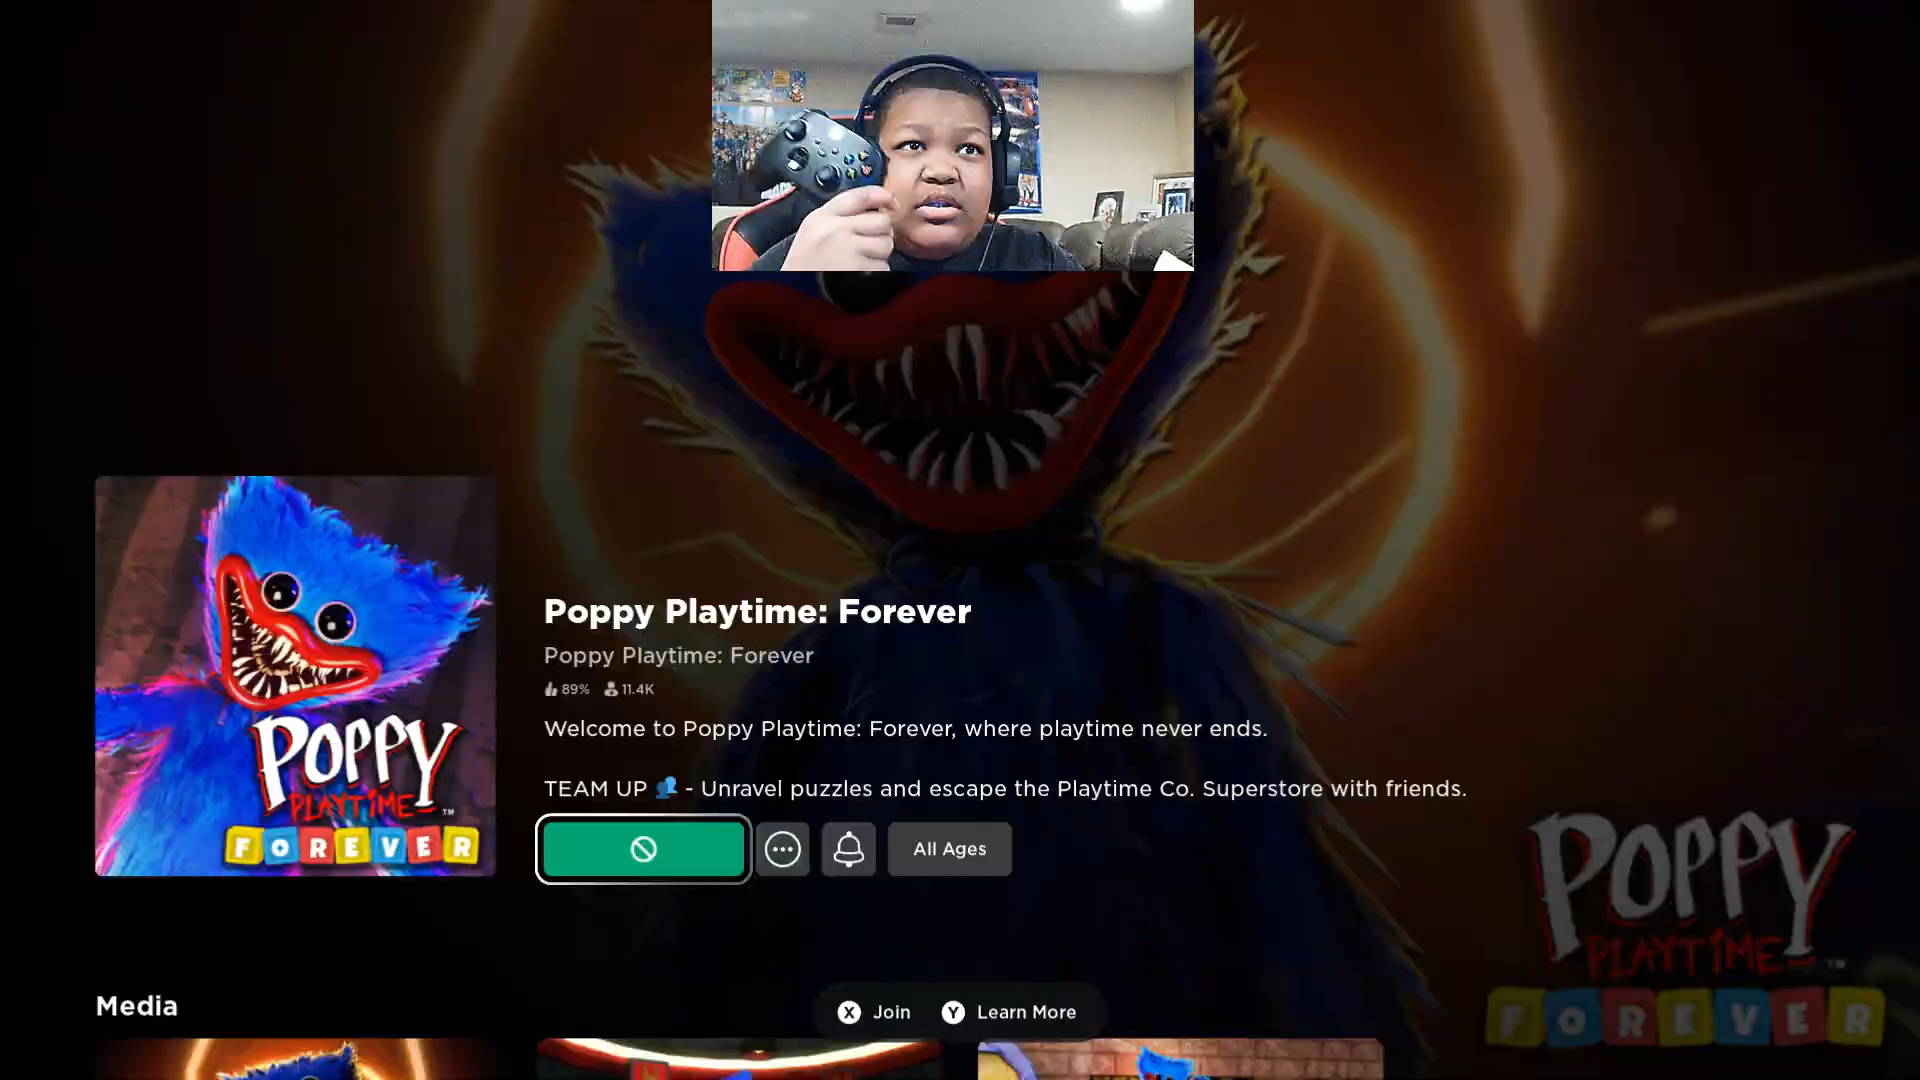 POPPY
PLAYTIME
™
FOREVER
Poppy Playtime: Forever
Poppy Playtime: Forever
89% 11.4K
Welcome to Poppy Playtime: Forever, where playtime never ends.
TEAM UP 👥 - Unravel puzzles and escape the Playtime Co. Superstore with friends.
All Ages
POPPY
PLAYTIME
™
FOREVER
Media
X Join Y Learn More